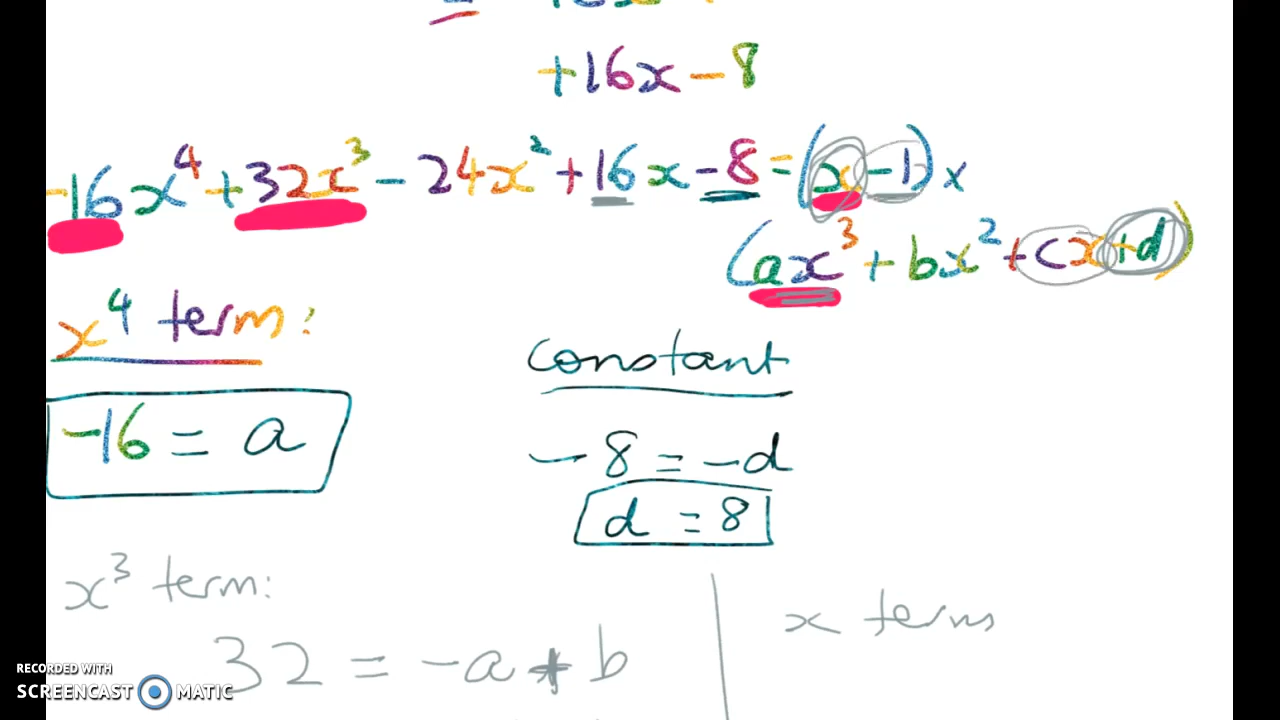 +16x-8
-16x⁴+32x³-24x²+16x-8=(x-1)x
(ax³+bx²+cx+d)
x⁴ term:
-16 = a
constant
-8 = -d
d = 8
x³ term:
32 = -a + b
x terms
RECORDED WITH
SCREENCAST MATIC